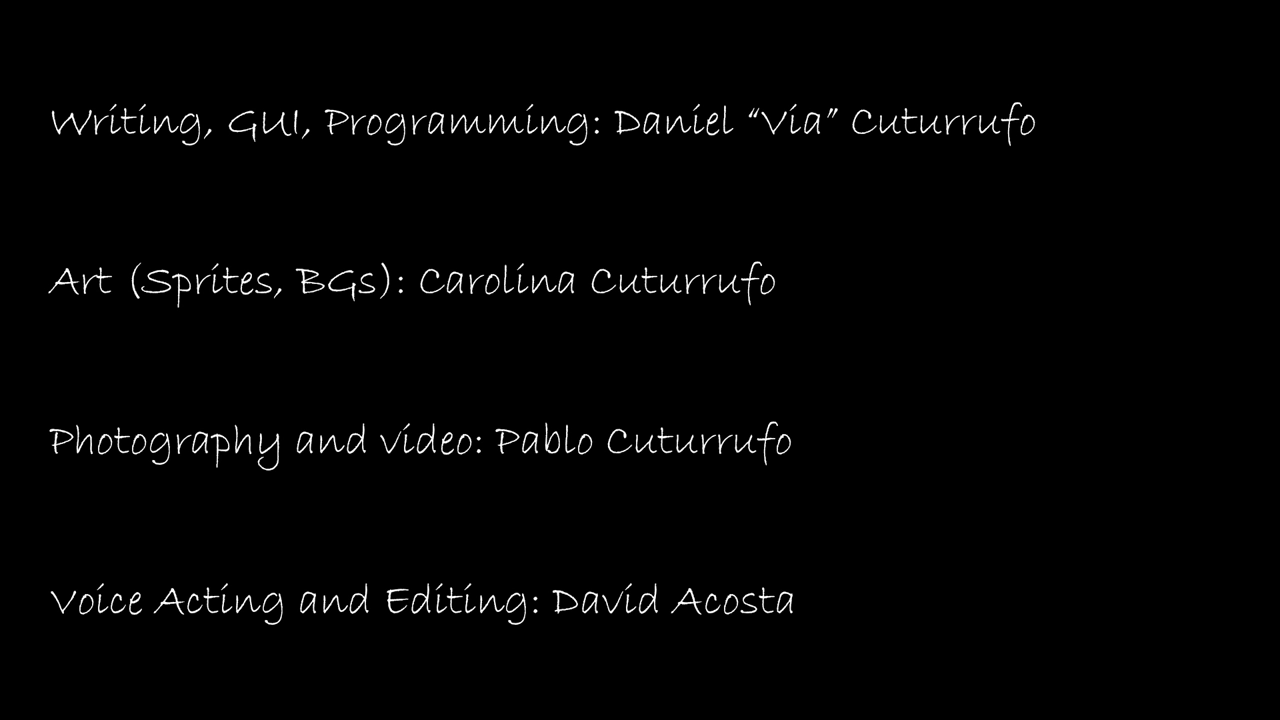 Writing, GUI, Programming: Daniel “Via” Cuturrufo
Art (Sprites, BGs): Carolina Cuturrufo
Photography and video: Pablo Cuturrufo
Voice Acting and Editing: David Acosta